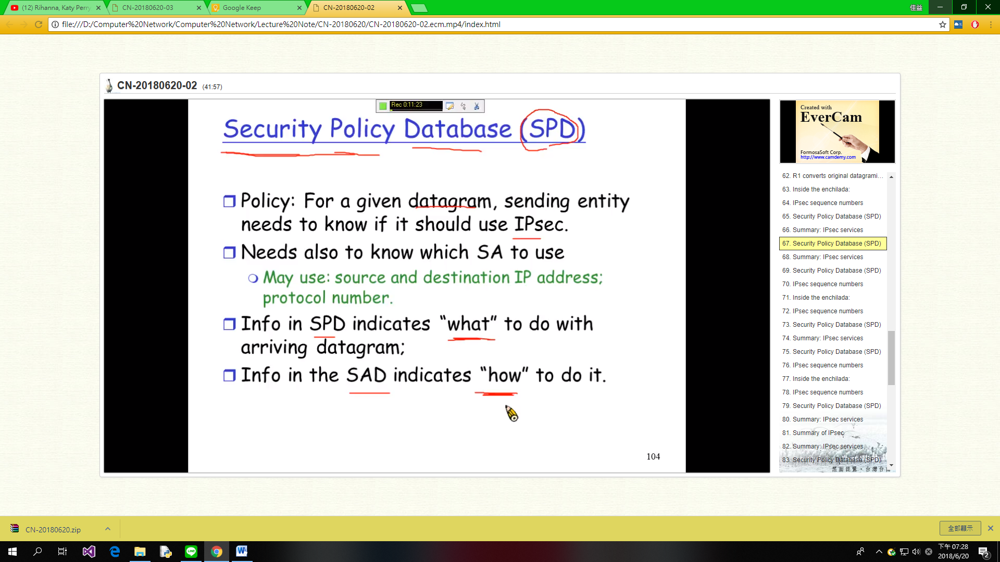 (12) Rihanna, Katy Perry
CN-20180620-03
Google Keep
CN-20180620-02
佳益
file:///D:/Computer%20Network/Computer%20Network/Lecture%20Note/CN-20180620/CN-20180620-02.ecm.mp4/index.html
CN-20180620-02 (41:57)
Rec 0:11:23
Security Policy Database (SPD)
Policy: For a given datagram, sending entity
needs to know if it should use IPsec.
Needs also to know which SA to use
May use: source and destination IP address;
protocol number.
Info in SPD indicates “what” to do with
arriving datagram;
Info in the SAD indicates “how” to do it.
104
Created with
EverCam
FormosaSoft Corp.
http://www.camdemy.com
62. R1 converts original datagrami...
63. Inside the enchilada:
64. IPsec sequence numbers
65. Security Policy Database (SPD)
66. Summary: IPsec services
67. Security Policy Database (SPD)
68. Summary: IPsec services
69. Security Policy Database (SPD)
70. IPsec sequence numbers
71. Inside the enchilada:
72. IPsec sequence numbers
73. Security Policy Database (SPD)
74. Summary: IPsec services
75. Security Policy Database (SPD)
76. IPsec sequence numbers
77. Inside the enchilada:
78. IPsec sequence numbers
79. Security Policy Database (SPD)
80. Summary: IPsec services
81. Summary of IPsec
82. Summary: IPsec services
83. Security Policy Database (SPD)
黑面琵鷺・台灣台
CN-20180620.zip
全部顯示
LINE
下午 07:28
2018/6/20
2